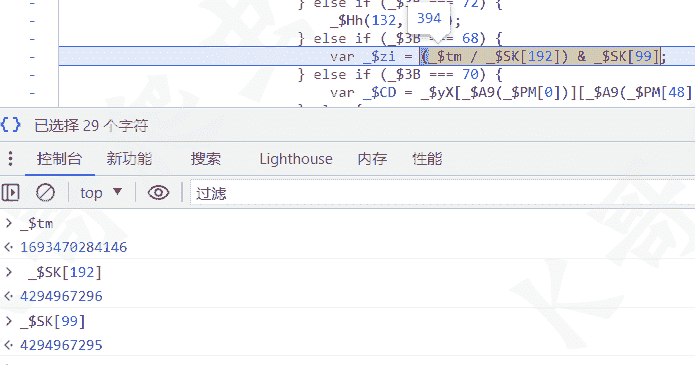 - } else if (_$3B === 72) {
- _$Hh(132, 394 );
- } else if (_$3B === 68) {
- var _$zi = (_$tm / _$SK[192]) & _$SK[99];
- } else if (_$3B === 70) {
- var _$CD = _$yX[_$A9(_$PM[0])][_$A9(_$PM[48]
{} 已选择 29 个字符
控制台 新功能 搜索 Lighthouse 内存 性能
top ▼ 过滤
> _$tm
1693470284146
> _$SK[192]
4294967296
> _$SK[99]
4294967295